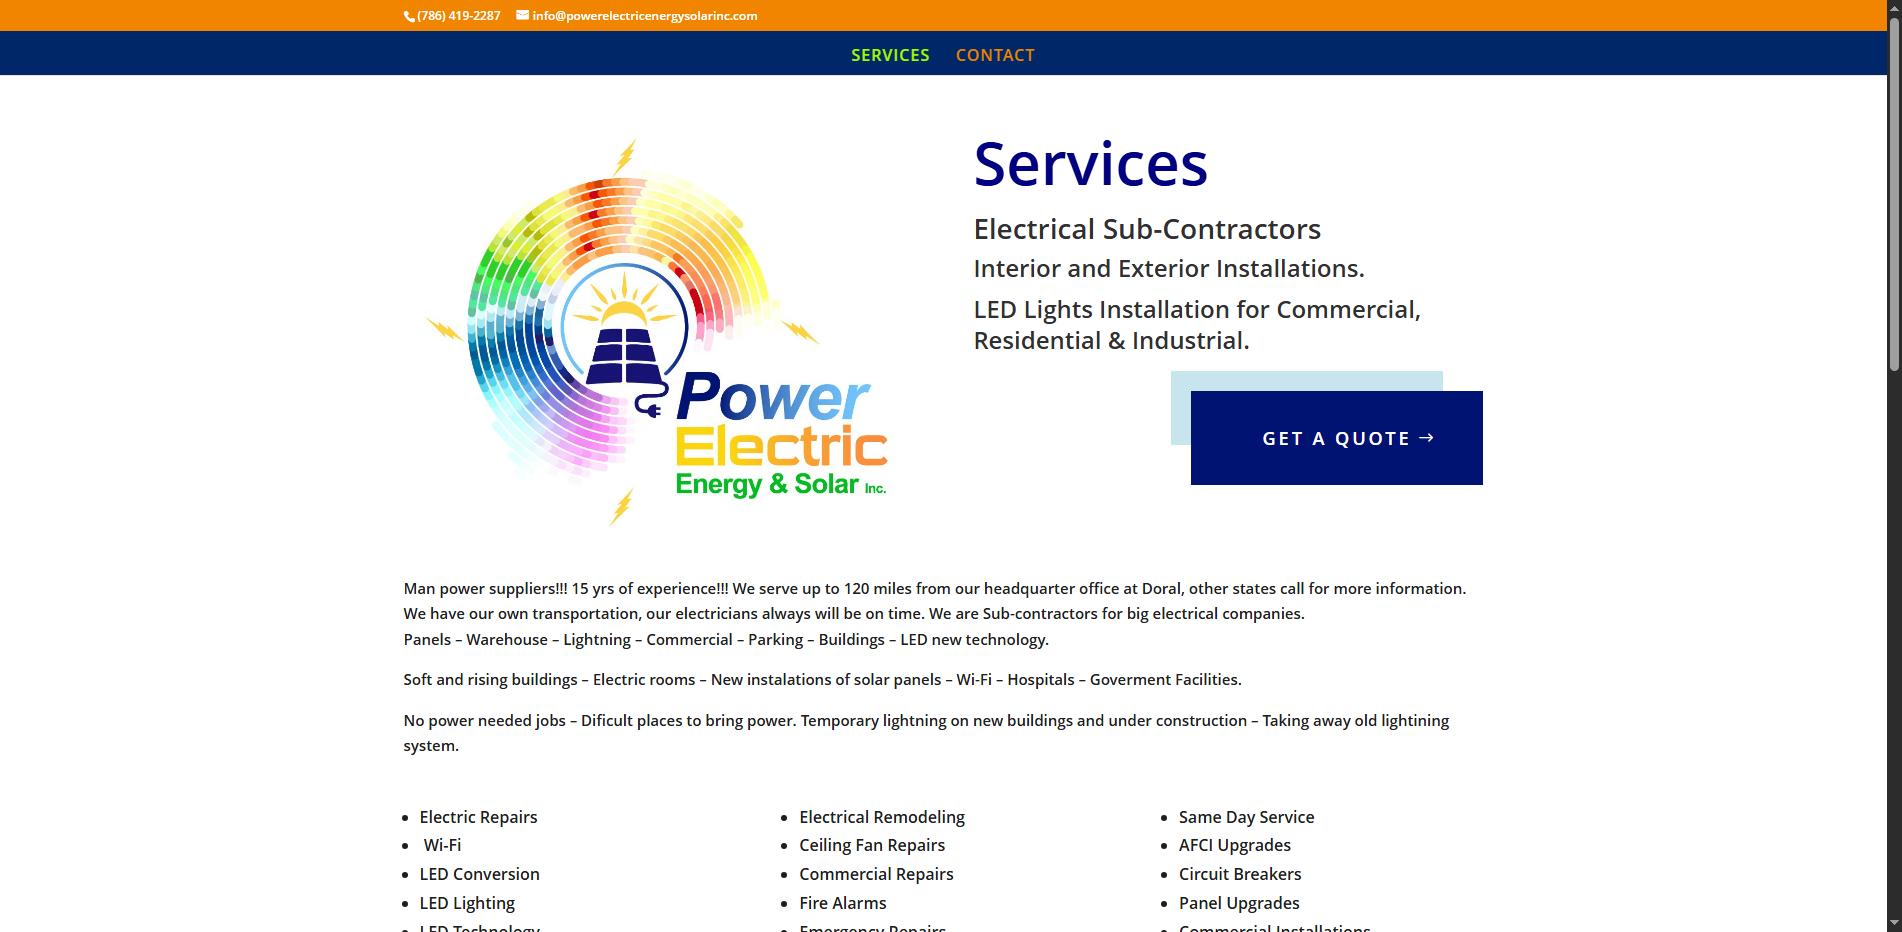 (786) 419-2287 info@powerelectricenergysolarinc.com
SERVICES CONTACT
Services
Electrical Sub-Contractors
Interior and Exterior Installations.
LED Lights Installation for Commercial,
Residential & Industrial.
GET A QUOTE →
Power
Electric
Energy & Solar Inc.
Man power suppliers!!! 15 yrs of experience!!! We serve up to 120 miles from our headquarter office at Doral, other states call for more information.
We have our own transportation, our electricians always will be on time. We are Sub-contractors for big electrical companies.
Panels – Warehouse – Lightning – Commercial – Parking – Buildings – LED new technology.
Soft and rising buildings – Electric rooms – New instalations of solar panels – Wi-Fi – Hospitals – Goverment Facilities.
No power needed jobs – Dificult places to bring power. Temporary lightning on new buildings and under construction – Taking away old lightining
system.
Electric Repairs
Wi-Fi
LED Conversion
LED Lighting
LED Technology
Electrical Remodeling
Ceiling Fan Repairs
Commercial Repairs
Fire Alarms
Emergency Repairs
Same Day Service
AFCI Upgrades
Circuit Breakers
Panel Upgrades
Commercial Installations